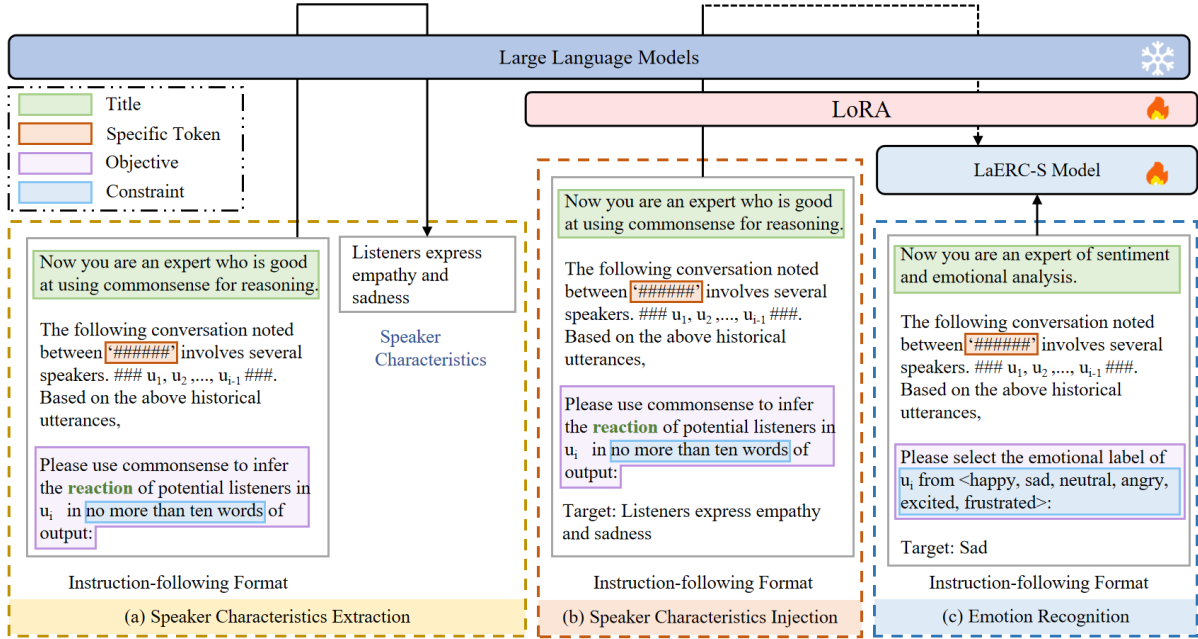 Large Language Models
LoRA
LaERC-S Model
Title
Specific Token
Objective
Constraint
Now you are an expert who is good
at using commonsense for reasoning.
The following conversation noted
between ‘######’ involves several
speakers. ### u1, u2 ,..., ui-1 ###.
Based on the above historical
utterances,
Please use commonsense to infer
the reaction of potential listeners in
ui in no more than ten words of
output:
Instruction-following Format
Listeners express
empathy and
sadness
Speaker
Characteristics
(a) Speaker Characteristics Extraction
Now you are an expert who is good
at using commonsense for reasoning.
The following conversation noted
between ‘######’ involves several
speakers. ### u1, u2 ,..., ui-1 ###.
Based on the above historical
utterances,
Please use commonsense to infer
the reaction of potential listeners in
ui in no more than ten words of
output:
Target: Listeners express empathy
and sadness
Instruction-following Format
(b) Speaker Characteristics Injection
Now you are an expert of sentiment
and emotional analysis.
The following conversation noted
between ‘######’ involves several
speakers. ### u1, u2 ,..., ui-1 ###.
Based on the above historical
utterances,
Please select the emotional label of
ui from <happy, sad, neutral, angry,
excited, frustrated>:
Target: Sad
Instruction-following Format
(c) Emotion Recognition